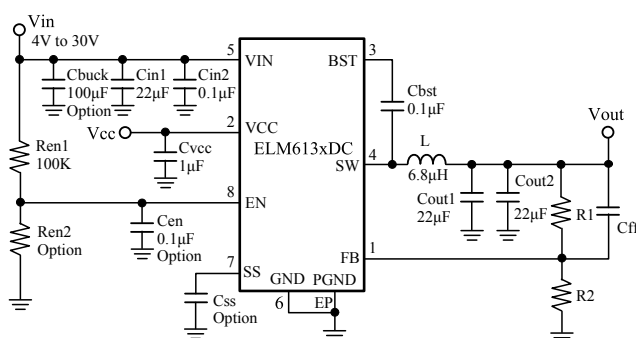 Vin
4V to 30V
5
VIN
BST
3
Cbuck
100μF
Option
Cin1
22μF
Cin2
0.1μF
Cbst
0.1μF
Vout
Vcc
2
VCC
ELM613xDC
Ren1
100K
Cvcc
1μF
SW
4
L
6.8μH
Cout1
22μF
Cout2
22μF
R1
Cff
8
EN
Ren2
Option
Cen
0.1μF
Option
FB
1
7
SS
GND
PGND
R2
Css
Option
6
EP